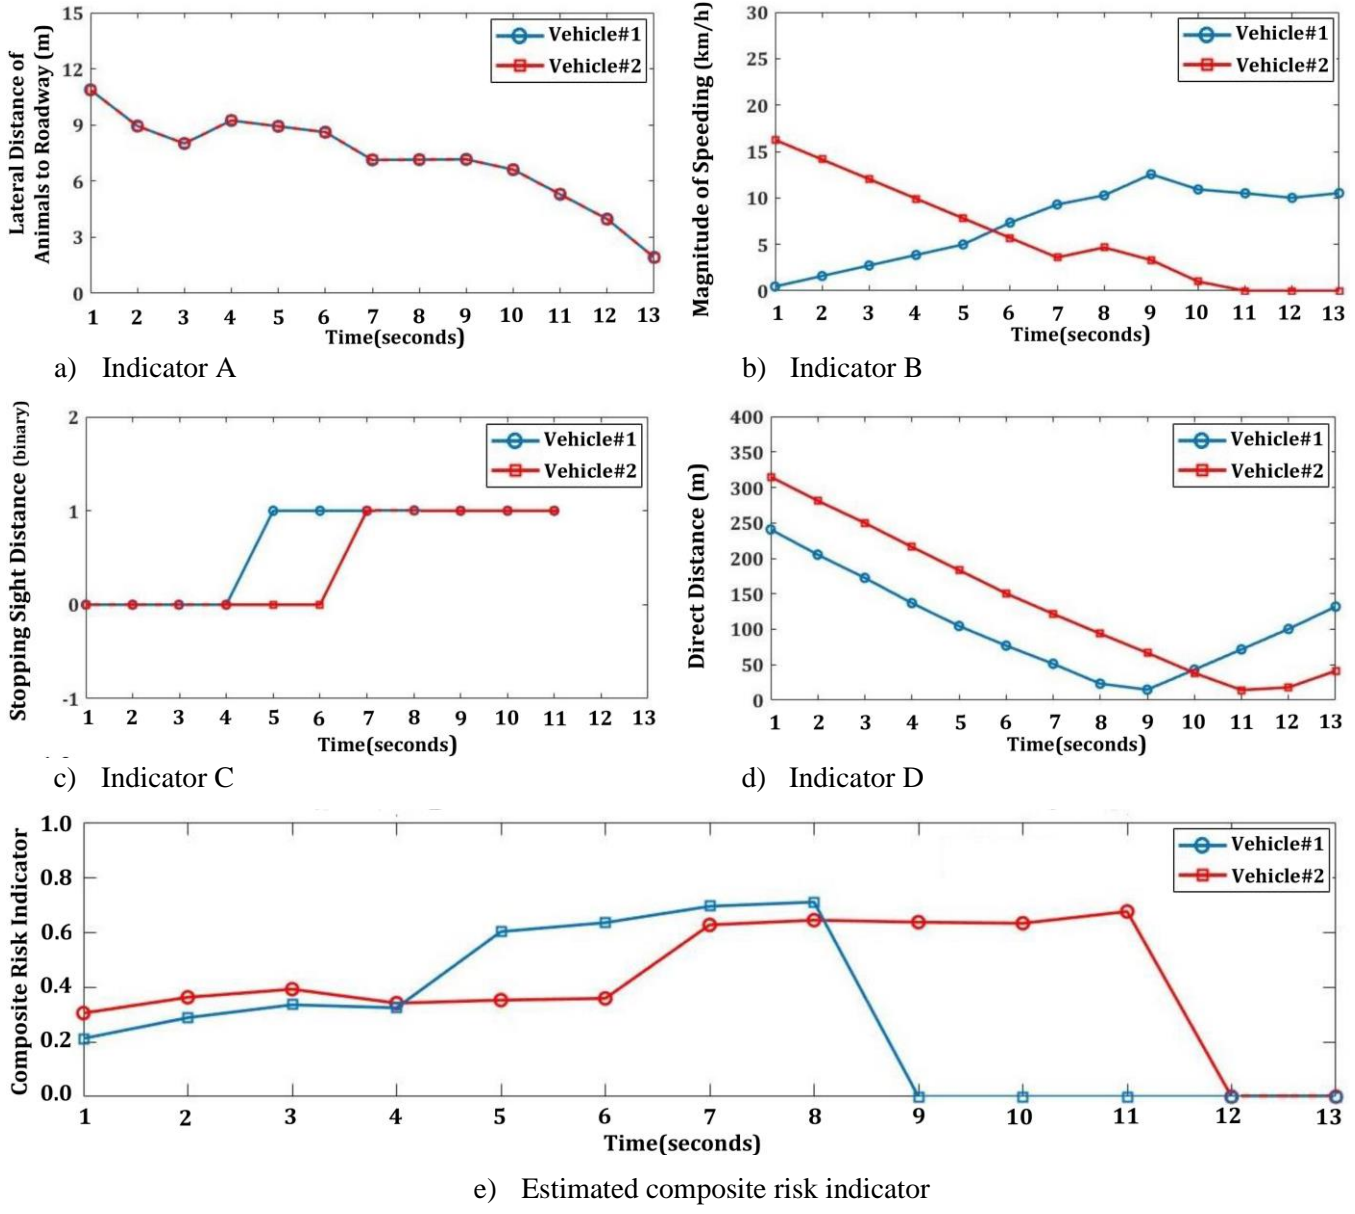 Lateral Distance of
Animals to Roadway (m)
15
12
9
6
3
0
Vehicle#1
Vehicle#2
1 2 3 4 5 6 7 8 9 10 11 12 13
Time(seconds)
a) Indicator A
Magnitude of Speeding (km/h)
30
25
20
15
10
5
0
Vehicle#1
Vehicle#2
1 2 3 4 5 6 7 8 9 10 11 12 13
Time(seconds)
b) Indicator B
Stopping Sight Distance (binary)
2
1
0
-1
Vehicle#1
Vehicle#2
1 2 3 4 5 6 7 8 9 10 11 12 13
Time(seconds)
c) Indicator C
Direct Distance (m)
400
350
300
250
200
150
100
50
0
Vehicle#1
Vehicle#2
1 2 3 4 5 6 7 8 9 10 11 12 13
Time(seconds)
d) Indicator D
Composite Risk Indicator
1.0
0.8
0.6
0.4
0.2
0.0
Vehicle#1
Vehicle#2
1 2 3 4 5 6 7 8 9 10 11 12 13
Time(seconds)
e) Estimated composite risk indicator